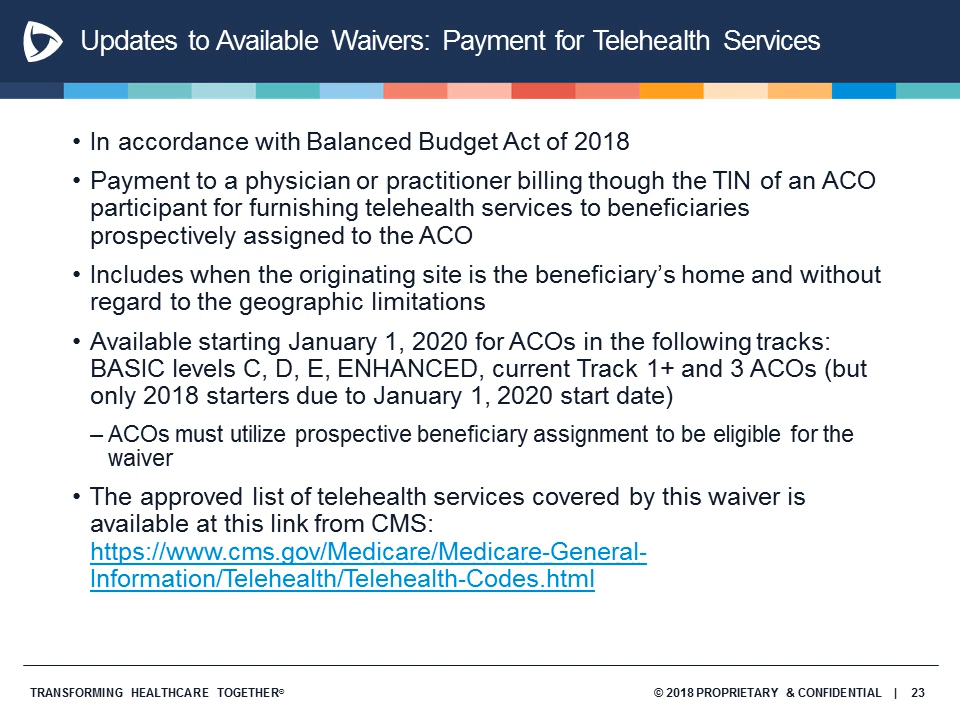 Updates to Available Waivers: Payment for Telehealth Services
• In accordance with Balanced Budget Act of 2018
• Payment to a physician or practitioner billing though the TIN of an ACO
participant for furnishing telehealth services to beneficiaries
prospectively assigned to the ACO
• Includes when the originating site is the beneficiary’s home and without
regard to the geographic limitations
• Available starting January 1, 2020 for ACOs in the following tracks:
BASIC levels C, D, E, ENHANCED, current Track 1+ and 3 ACOs (but
only 2018 starters due to January 1, 2020 start date)
– ACOs must utilize prospective beneficiary assignment to be eligible for the
waiver
• The approved list of telehealth services covered by this waiver is
available at this link from CMS:
https://www.cms.gov/Medicare/Medicare-General-
Information/Telehealth/Telehealth-Codes.html
TRANSFORMING HEALTHCARE TOGETHER®
© 2018 PROPRIETARY & CONFIDENTIAL | 23